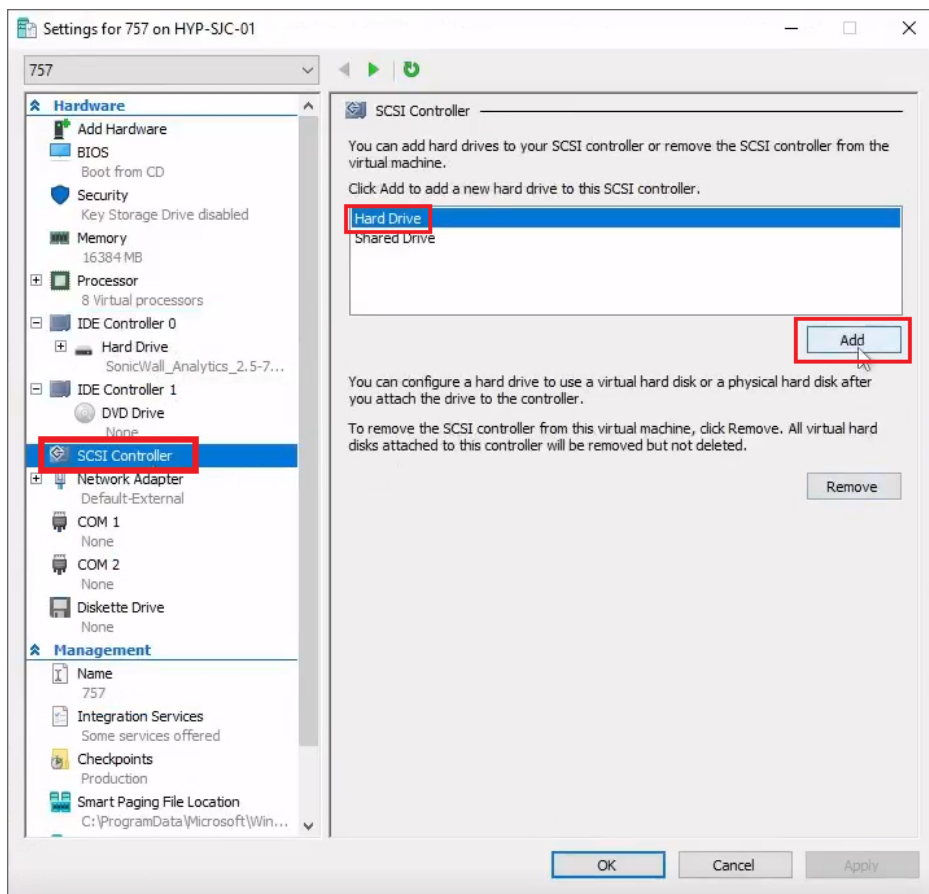 Settings for 757 on HYP-SJC-01
757
Hardware
Add Hardware
BIOS
Boot from CD
Security
Key Storage Drive disabled
Memory
16384 MB
Processor
8 Virtual processors
IDE Controller 0
Hard Drive
SonicWall_Analytics_2.5-7...
IDE Controller 1
DVD Drive
None
SCSI Controller
Network Adapter
Default-External
COM 1
None
COM 2
None
Diskette Drive
None
Management
Name
757
Integration Services
Some services offered
Checkpoints
Production
Smart Paging File Location
C:\ProgramData\Microsoft\Win...
SCSI Controller
You can add hard drives to your SCSI controller or remove the SCSI controller from the
virtual machine.
Click Add to add a new hard drive to this SCSI controller.
Hard Drive
Shared Drive
Add
You can configure a hard drive to use a virtual hard disk or a physical hard disk after
you attach the drive to the controller.
To remove the SCSI controller from this virtual machine, click Remove. All virtual hard
disks attached to this controller will be removed but not deleted.
Remove
OK
Cancel
Apply